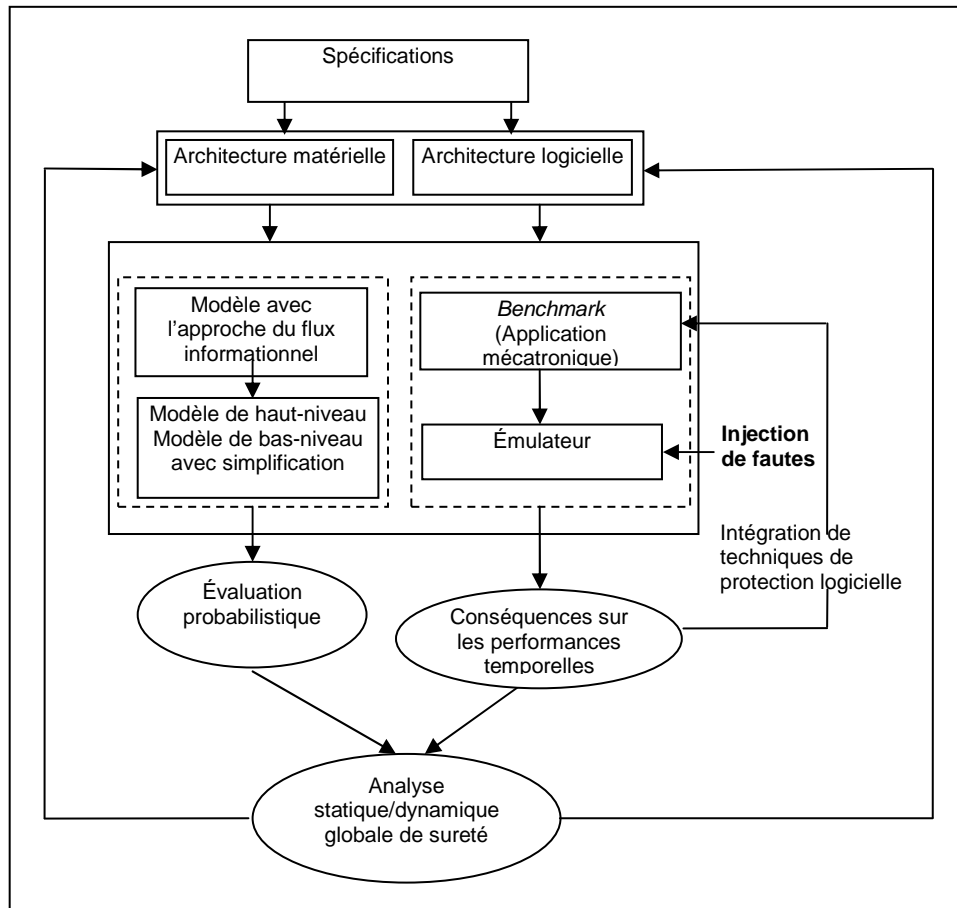 Spécifications
Architecture matérielle
Architecture logicielle
Modèle avec
l'approche du flux
informationnel
Modèle de haut-niveau
Modèle de bas-niveau
avec simplification
Benchmark
(Application
mécatronique)
Émulateur
Injection
de fautes
Intégration de
techniques de
protection logicielle
Évaluation
probabilistique
Conséquences sur
les performances
temporelles
Analyse
statique/dynamique
globale de sureté